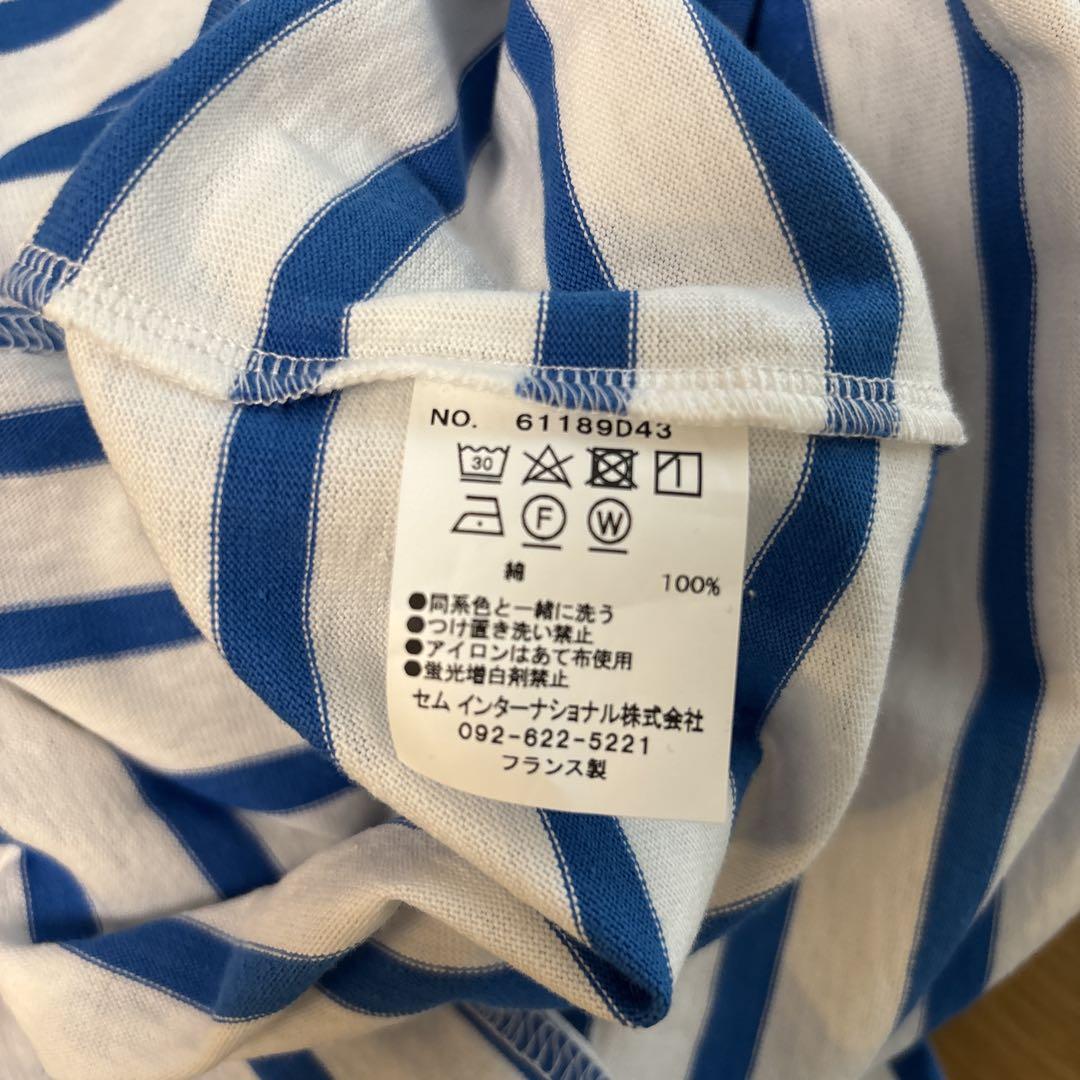 NO. 61189D43
30
F W
綿 100%
●同系色と一緒に洗う
●つけ置き洗い禁止
●アイロンはあて布使用
●蛍光増白剤禁止
セム インターナショナル株式会社
092-622-5221
フランス製